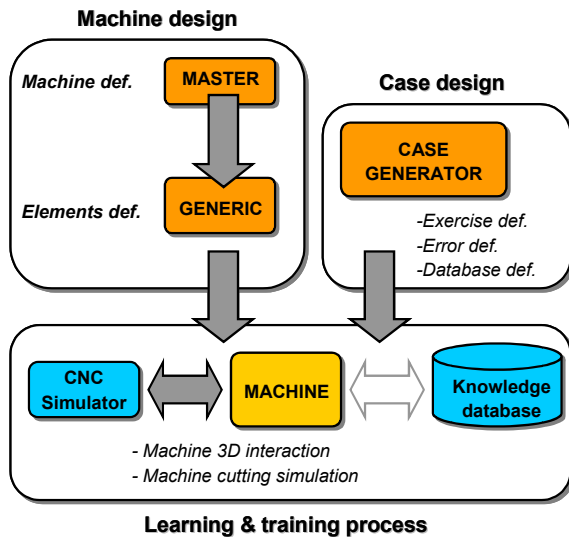 Machine design
Machine def.
MASTER
Elements def.
GENERIC
Case design
CASE
GENERATOR
-Exercise def.
-Error def.
-Database def.
CNC
Simulator
MACHINE
Knowledge
database
- Machine 3D interaction
- Machine cutting simulation
Learning & training process